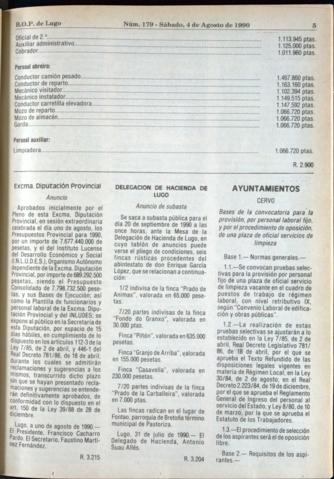 B.O.P. de Lugo
Núm. 179 - Sábado, 4 de Agosto de 1990
5
Oficial de 2.ª 1.113.945 ptas.
Auxiliar administrativo 1.125.000 ptas.
Cobrador 1.011.960 ptas.
Personal obreiro:
Conductor camión pesado
Conductor de reparto 1.163.160 ptas.
Mecánico visitador 1.102.394 ptas.
Mecánico instalador 1.149.515 ptas.
Conductor carretilla elevadora 1.147.592 ptas.
Mozo de reparto 1.066.720 ptas.
Mozo de almacén 1.066.720 ptas.
Garda 1.066.720 ptas.
Personal auxiliar:
Limpiadora 1.066.720 ptas.
R. 2.900
Excma. Diputación Provincial
Anuncio
Aprobados inicialmente por el
Pleno de esta Excma. Diputación
Provincial, en sesión extraordinaria
celebrada el uno de agosto, los
Presupuestos Provincial para 1990,
por un importe de 7.677.440.000 de
pesetas, y el del Instituto Lucense
del Desarrollo Económico y Social
(I.N.L.U.D.E.S.), Organismo Autónomo
dependiente de la Excma. Diputación
Provincial, por importe de 689.292.500
pesetas, siendo el Presupuesto
Consolidado de 7.798.732.500 pesetas,
y sus Bases de Ejecución; así
como la Plantilla de funcionarios y
Personal laboral de la Excma. Diputación
Provincial y del INLUDES; se
expone al público en la Secretaría de
esta Diputación, por espacio de 15
días hábiles, en cumplimiento de lo
dispuesto en los artículos 112-3 de la
Ley 7/85, de 2 de abril, y 446-1 del
Real Decreto 781/86, de 18 de abril,
durante los cuales se admitirán
reclamaciones y sugerencias a los
mismos, transcurrido dicho plazo
sin que se hayan presentado reclamaciones
y sugerencias se entenderán
definitivamente aprobados, de
conformidad con lo dispuesto en el
art. 150 de la Ley 39/88 de 28 de
diciembre.
Lugo, a uno de agosto de 1990.—
El Presidente, Francisco Cacharro
Pardo. El Secretario, Faustino Martínez
Fernández.
R. 3.215
DELEGACION DE HACIENDA DE
LUGO
Anuncio de subasta
Se saca a subasta pública para el
día 20 de septiembre de 1990 a las
once horas, ante la Mesa de la
Delegación de Hacienda de Lugo, en
cuyo tablón de anuncios puede
verse el pliego de condiciones, seis
fincas rústicas procedentes del
abintestato de don Enrique García
López, que se relacionan a continuación:
1/2 indivisa de la finca "Prado de
Animas", valorada en 65.000 pesetas.
7/20 partes indivisas de la finca
"Fondo do Granxo", valorada en
30.000 ptas.
Finca "Piñón", valorada en 635.000
pesetas.
Finca "Granja de Arriba", valorada
en 155.000 pesetas.
Finca "Casavella", valorada en
230.000 pesetas.
7/20 partes indivisas de la finca
"Prado de la Carballeira", valorada
en 7.000 ptas.
Las fincas radican en el lugar de
Fontao, parroquia de Bretoña término
municipal de Pastoriza.
Lugo, 31 de julio de 1990.— El
Delegado de Hacienda, Antonio
Suau Allés.
R. 3.204
AYUNTAMIENTOS
CERVO
Bases de la convocatoria para la
provisión, por personal laboral fijo,
y por el procedimiento de oposición,
de una plaza de oficial servicios de
limpieza
Base 1.— Normas generales.—
1.1.—Se convocan pruebas selectivas
para la provisión por personal
laboral de una plaza de oficial servicio
de limpieza vacante en el cuadro de
puestos de trabajo de régimen
laboral, con nivel retributivo IX,
según "Convenio Laboral de edificación
y obras públicas".
1.2.—La realización de estas
pruebas selectivas se ajustarán a lo
establecido en la Ley 7/85, de 2 de
abril, Real Decreto Legislativo 781/
86, de 18 de abril, por el que se
aprueba el Texto Refundido de las
disposiciones legales vigentes en
materia de Régimen Local, en la Ley
30/84, de 2 de agosto; en el Real
Decreto 2.223/84, de 19 de diciembre,
por el que se aprueba el Reglamento
General de Ingreso del personal al
servicio del Estado, y Ley 8/80, de 10
de marzo, por la que se aprueba el
Estatuto de los Trabajadores.
1.3.—El procedimiento de selección
de los aspirantes será el de oposición
libre.
Base 2.— Requisitos de los aspirantes.—